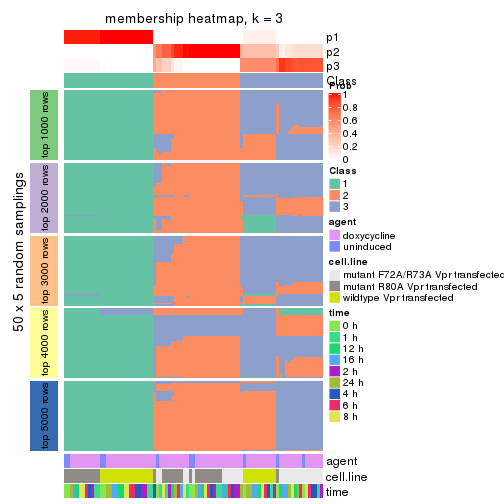 membership heatmap, k = 3
p1
p2
p3
Class
Prob
1
0.8
0.6
0.4
0.2
0
Class
1
2
3
agent
doxycycline
uninduced
cell.line
mutant F72A/R73A Vpr transfected
mutant R80A Vpr transfected
wildtype Vpr transfected
time
0 h
1 h
12 h
16 h
2 h
24 h
4 h
6 h
8 h
50 x 5 random samplings
top 1000 rows
top 2000 rows
top 3000 rows
top 4000 rows
top 5000 rows
agent
cell.line
time